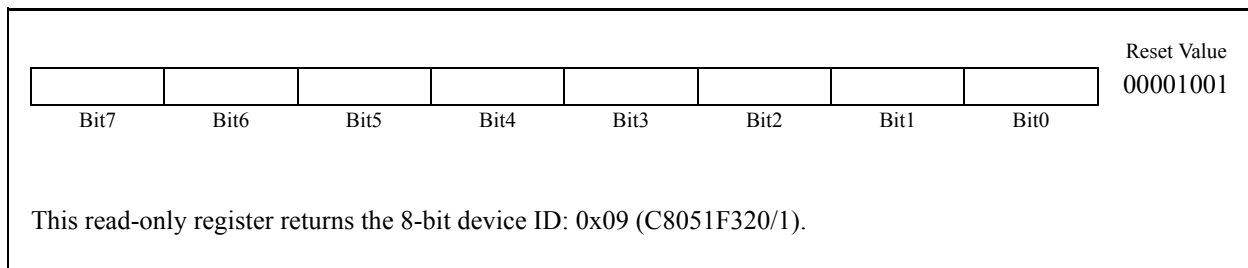 Reset Value
00001001
Bit7 Bit6 Bit5 Bit4 Bit3 Bit2 Bit1 Bit0
This read-only register returns the 8-bit device ID: 0x09 (C8051F320/1).